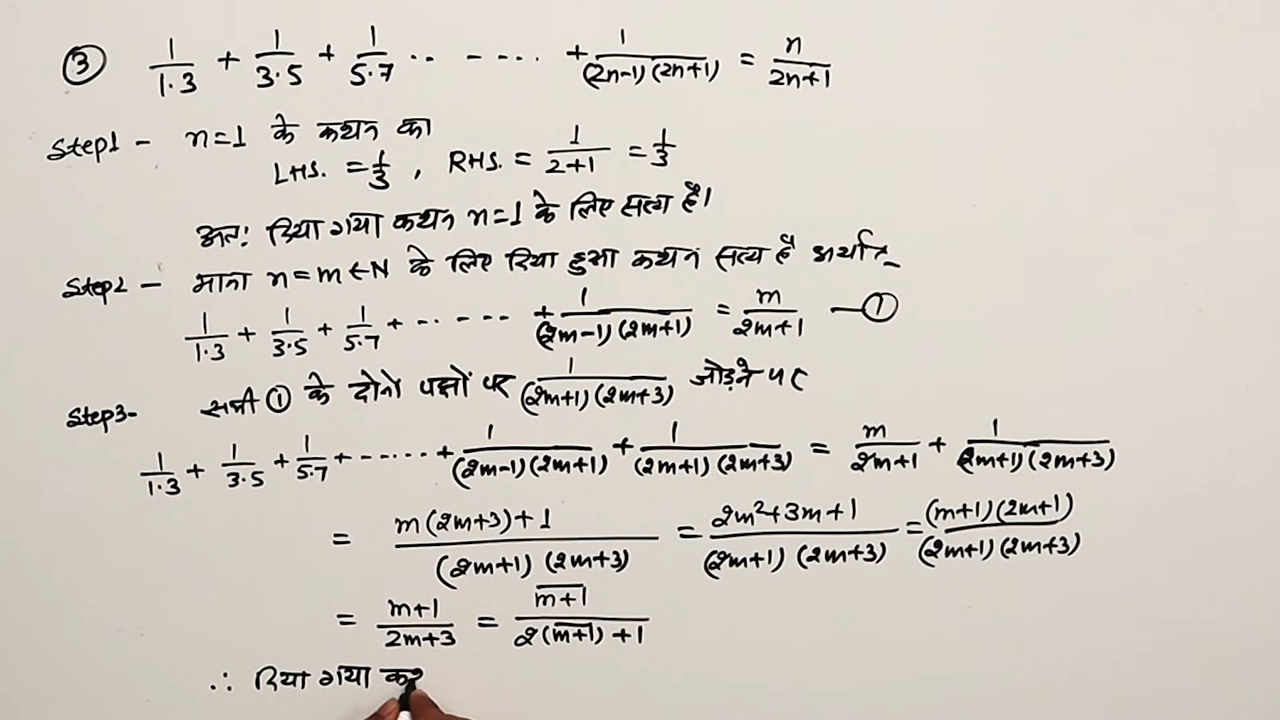 ③ 1/1·3 + 1/3·5 + 1/5·7 .. - - .... + 1/(2n-1)(2n+1) = n/2n+1
Step1 - n=1 के कथन का
LHS. = 1/3 , RHS. = 1/2+1 = 1/3
अतः दिया गया कथन n=1 के लिए सत्य है।
Step2 - माना n=m∈N के लिए दिया हुआ कथन सत्य है अर्थात्-
1/1·3 + 1/3·5 + 1/5·7 + -..--- + 1/(2m-1)(2m+1) = m/2m+1 —①
Step3- समी ① के दोनो पक्षों पर 1/(2m+1)(2m+3) जोड़ने पर
1/1·3 + 1/3·5 + 1/5·7 + ------ + 1/(2m-1)(2m+1) + 1/(2m+1)(2m+3) = m/2m+1 + 1/(2m+1)(2m+3)
= m(2m+3)+1/(2m+1)(2m+3) = 2m²+3m+1/(2m+1)(2m+3) = (m+1)(2m+1)/(2m+1)(2m+3)
= m+1/2m+3 = m+1/2(m+1)+1
∴ दिया गया